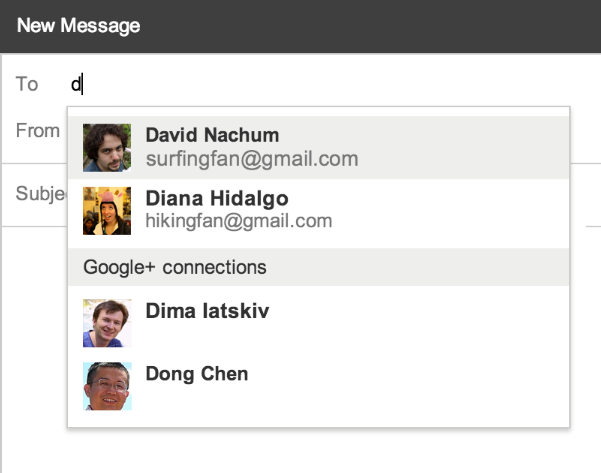 New Message
To d
David Nachum
surfingfan@gmail.com
From
Diana Hidalgo
hikingfan@gmail.com
Subje
Google+ connections
Dima Iatskiv
Dong Chen